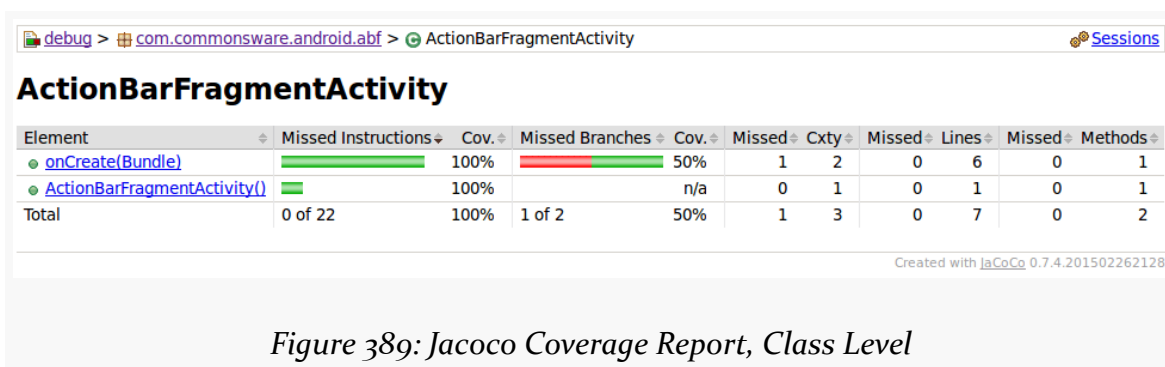 debug > com.commonsware.android.abf > ActionBarFragmentActivity Sessions
ActionBarFragmentActivity
Element Missed Instructions Cov. Missed Branches Cov. Missed Cxty Missed Lines Missed Methods
onCreate(Bundle) 100% 50% 1 2 0 6 0 1
ActionBarFragmentActivity() 100% n/a 0 1 0 1 0 1
Total 0 of 22 100% 1 of 2 50% 1 3 0 7 0 2
Created with JaCoCo 0.7.4.201502262128
Figure 389: Jacoco Coverage Report, Class Level